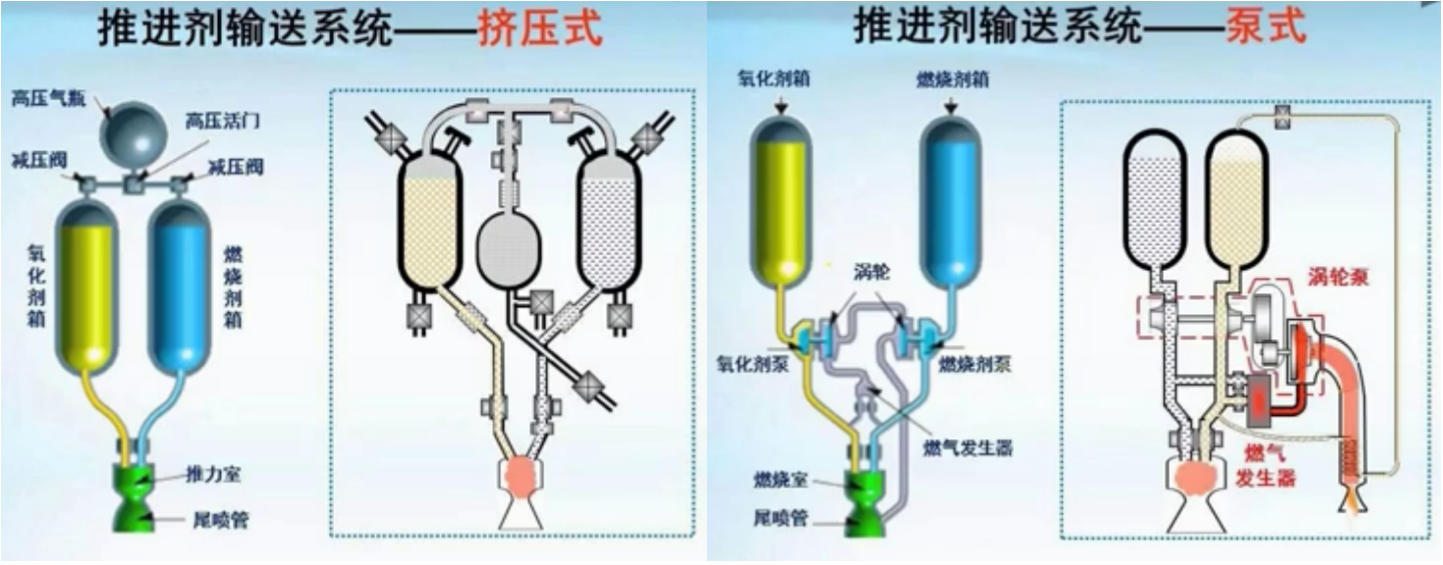 推进剂输送系统——挤压式
高压气瓶
高压活门
减压阀
减压阀
氧化剂箱
燃烧剂箱
推力室
尾喷管
推进剂输送系统——泵式
氧化剂箱
燃烧剂箱
涡轮
氧化剂泵
燃烧剂泵
燃气发生器
燃烧室
尾喷管
涡轮泵
燃气
发生器